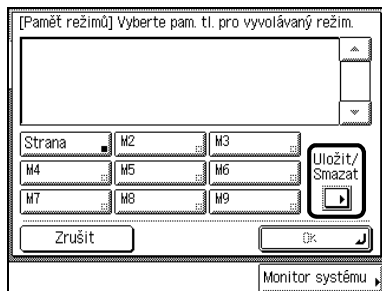 [Paměť režimů] Vyberte pam. tl. pro vyvolávaný režim.
Strana M2 M3
Uložit/
Smazat
M4 M5 M6
M7 M8 M9
Zrušit OK
Monitor systému